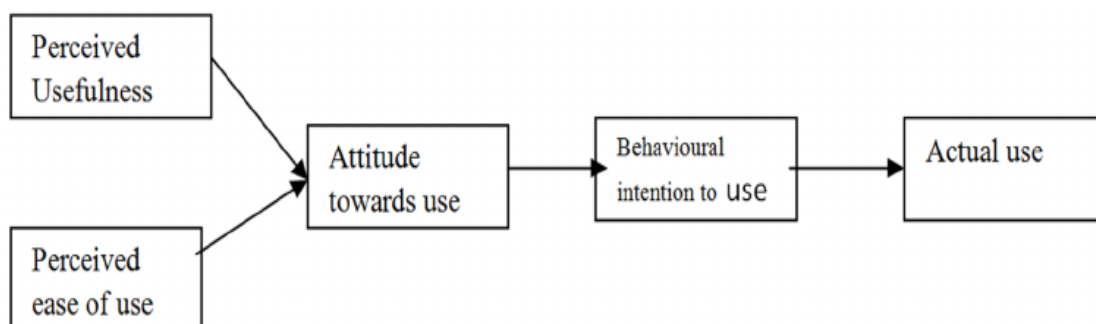 Perceived
Usefulness
Perceived
ease of use
Attitude
towards use
Behavioural
intention to use
Actual use